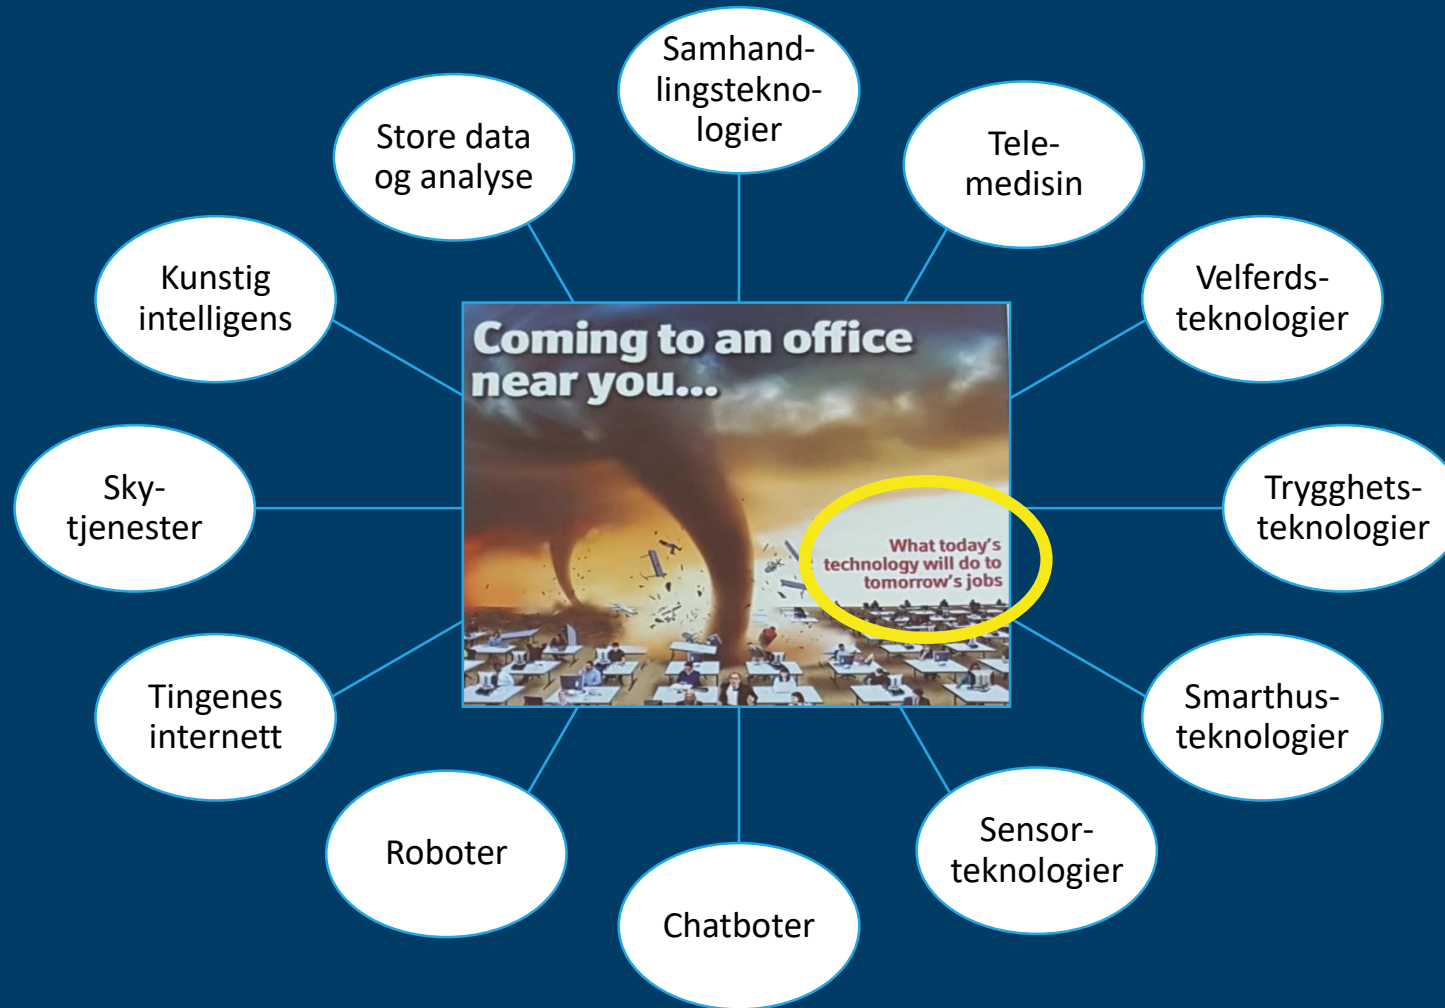 Samhand-
lingstekno-
logier
Tele-
medisin
Velferds-
teknologier
Trygghets-
teknologier
Smarthus-
teknologier
Sensor-
teknologier
Chatboter
Roboter
Tingenes
internett
Sky-
tjenester
Kunstig
intelligens
Store data
og analyse
Coming to an office
near you...
What today's
technology will do to
tomorrow's jobs